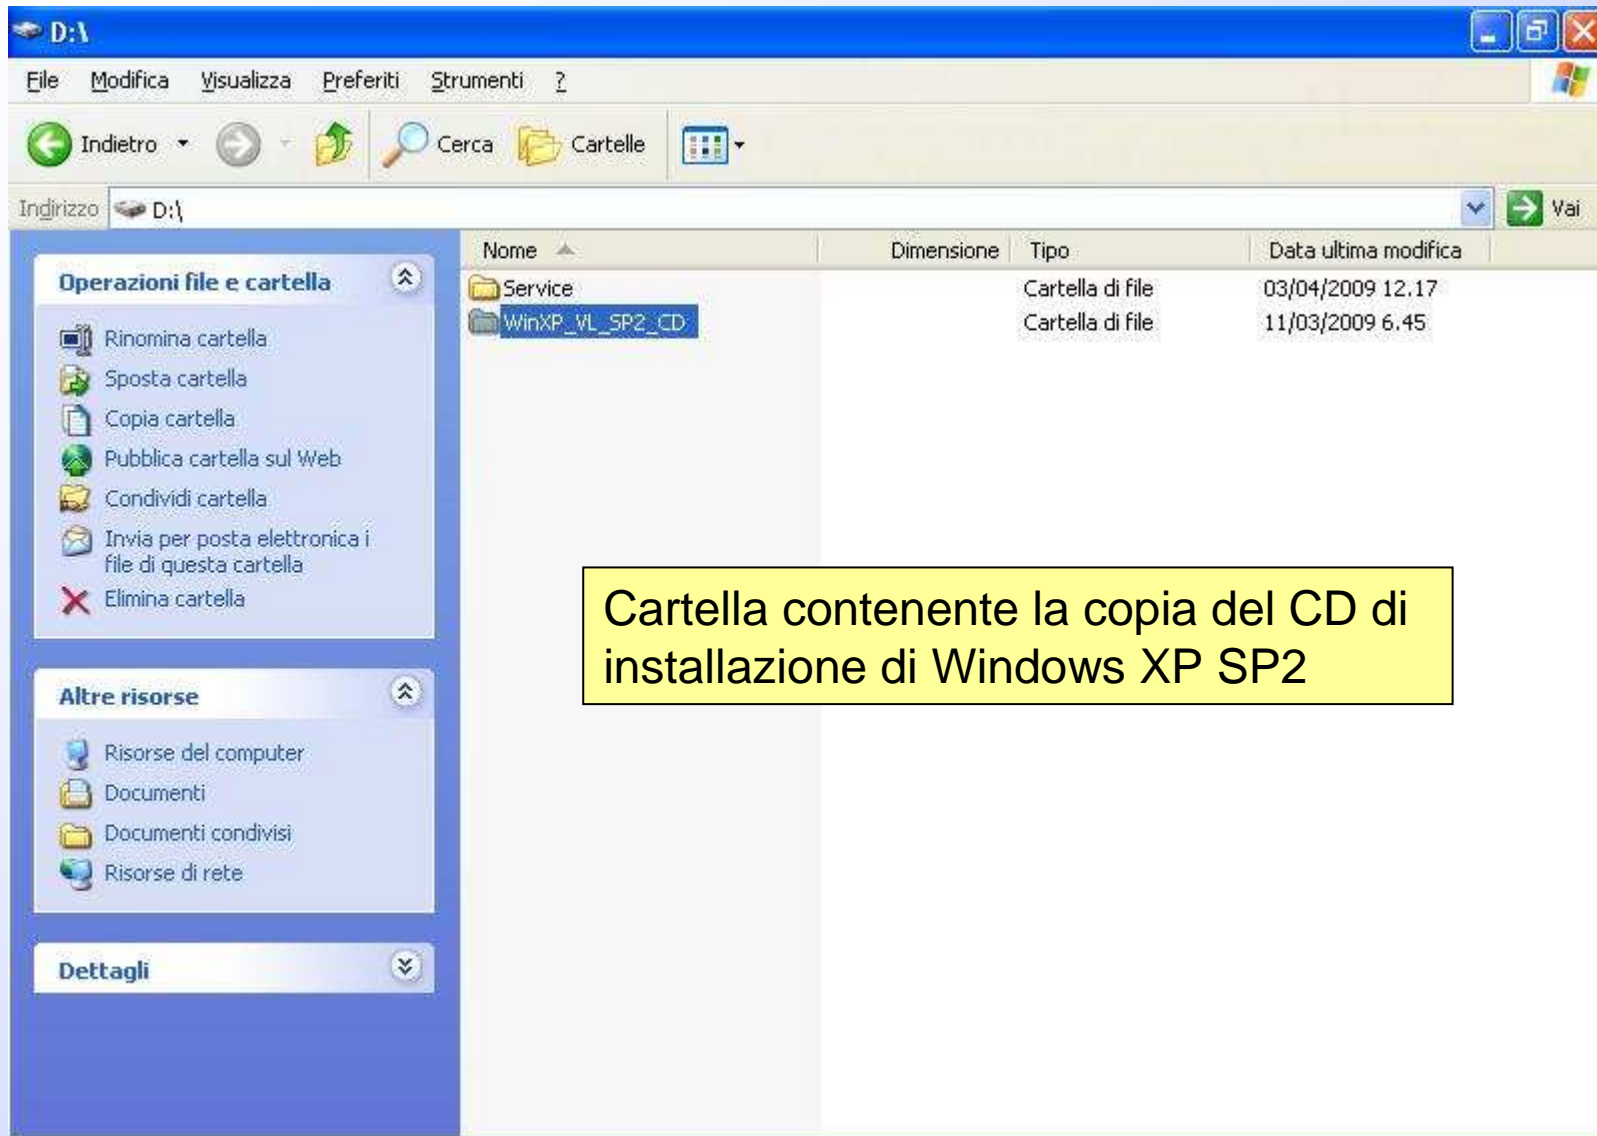 D:\
File Modifica Visualizza Preferiti Strumenti ?
Indietro Cerca Cartelle
Indirizzo D:\ Vai
Nome Dimensione Tipo Data ultima modifica
Service Cartella di file 03/04/2009 12.17
WinXP_VL_SP2_CD Cartella di file 11/03/2009 6.45
Operazioni file e cartella
Rinomina cartella
Sposta cartella
Copia cartella
Pubblica cartella sul Web
Condividi cartella
Invia per posta elettronica i
file di questa cartella
Elimina cartella
Altre risorse
Risorse del computer
Documenti
Documenti condivisi
Risorse di rete
Dettagli
Cartella contenente la copia del CD di
installazione di Windows XP SP2